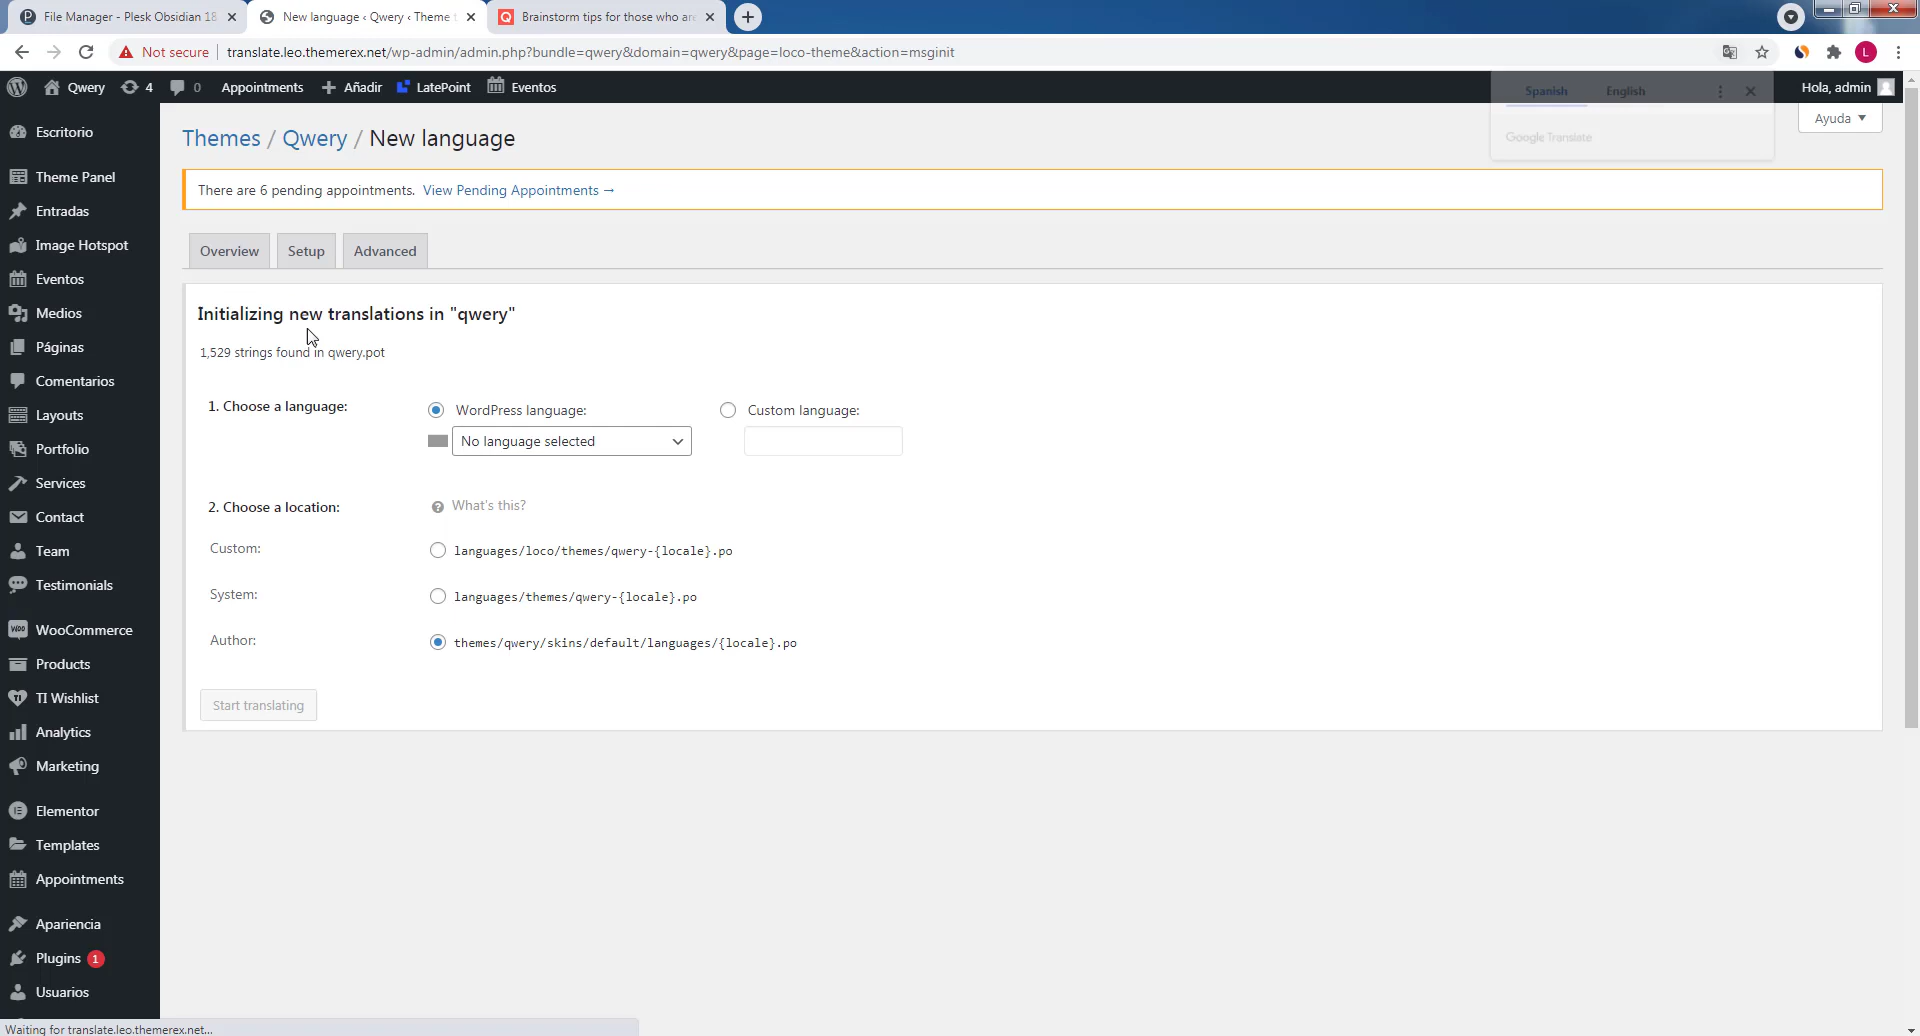 File Manager - Plesk Obsidian 18
New language ‹ Qwery ‹ Theme t
Brainstorm tips for those who are
Not secure
translate.leo.themerex.net/wp-admin/admin.php?bundle=qwery&domain=qwery&page=loco-theme&action=msginit
L
Qwery
4
0
Appointments
Añadir
LatePoint
Eventos
Spanish
English
Hola, admin
Google Translate
Ayuda
Escritorio
Theme Panel
Entradas
Image Hotspot
Eventos
Medios
Páginas
Comentarios
Layouts
Portfolio
Services
Contact
Team
Testimonials
WooCommerce
Products
TI Wishlist
Analytics
Marketing
Elementor
Templates
Appointments
Apariencia
Plugins 1
Usuarios
Themes / Qwery / New language
There are 6 pending appointments. View Pending Appointments →
Overview
Setup
Advanced
Initializing new translations in "qwery"
1,529 strings found in qwery.pot
1. Choose a language:
WordPress language:
Custom language:
No language selected
2. Choose a location:
What's this?
Custom:
languages/loco/themes/qwery-{locale}.po
System:
languages/themes/qwery-{locale}.po
Author:
themes/qwery/skins/default/languages/{locale}.po
Start translating
Waiting for translate.leo.themerex.net...